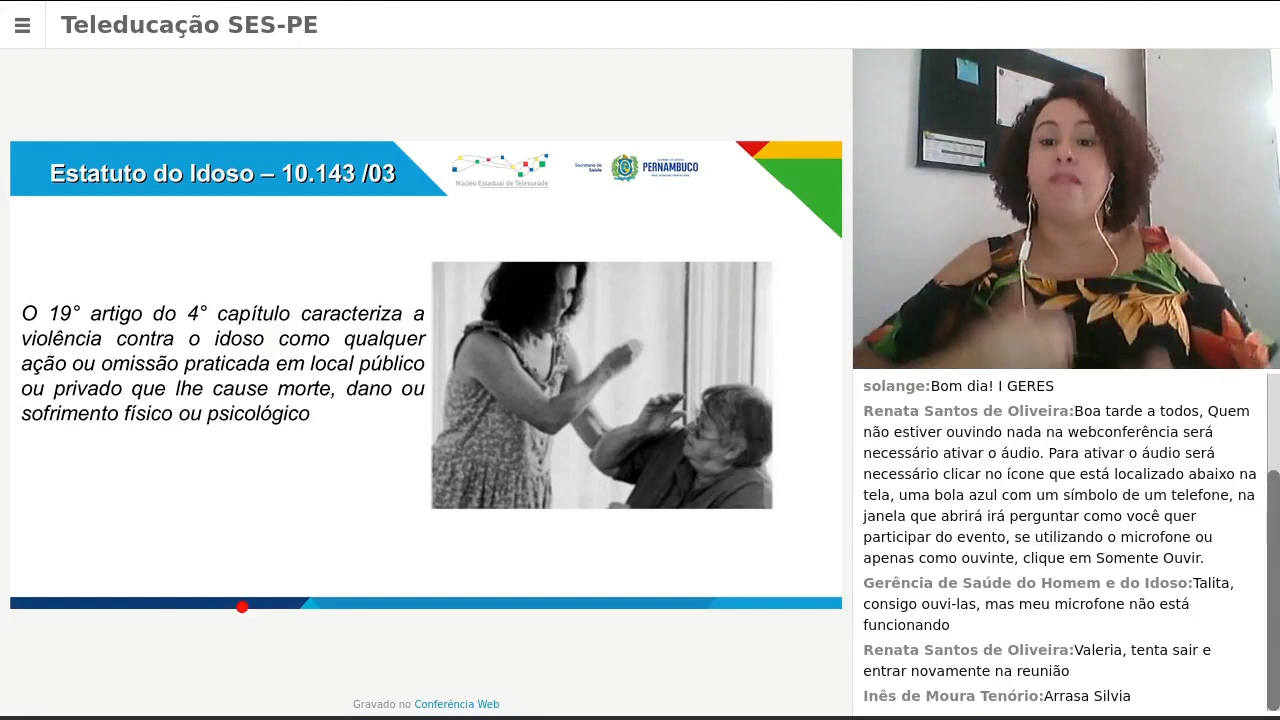 Teleducação SES-PE
Estatuto do Idoso – 10.143 /03
Núcleo Estadual de Telessaúde
Secretaria de
Saúde
PERNAMBUCO
O 19° artigo do 4° capítulo caracteriza a
violência contra o idoso como qualquer
ação ou omissão praticada em local público
ou privado que lhe cause morte, dano ou
sofrimento físico ou psicológico
solange:Bom dia! I GERES
Renata Santos de Oliveira:Boa tarde a todos, Quem
não estiver ouvindo nada na webconferência será
necessário ativar o áudio. Para ativar o áudio será
necessário clicar no ícone que está localizado abaixo na
tela, uma bola azul com um símbolo de um telefone, na
janela que abrirá irá perguntar como você quer
participar do evento, se utilizando o microfone ou
apenas como ouvinte, clique em Somente Ouvir.
Gerência de Saúde do Homem e do Idoso:Talita,
consigo ouvi-las, mas meu microfone não está
funcionando
Renata Santos de Oliveira:Valeria, tenta sair e
entrar novamente na reunião
Inês de Moura Tenório:Arrasa Silvia
Gravado no Conferência Web